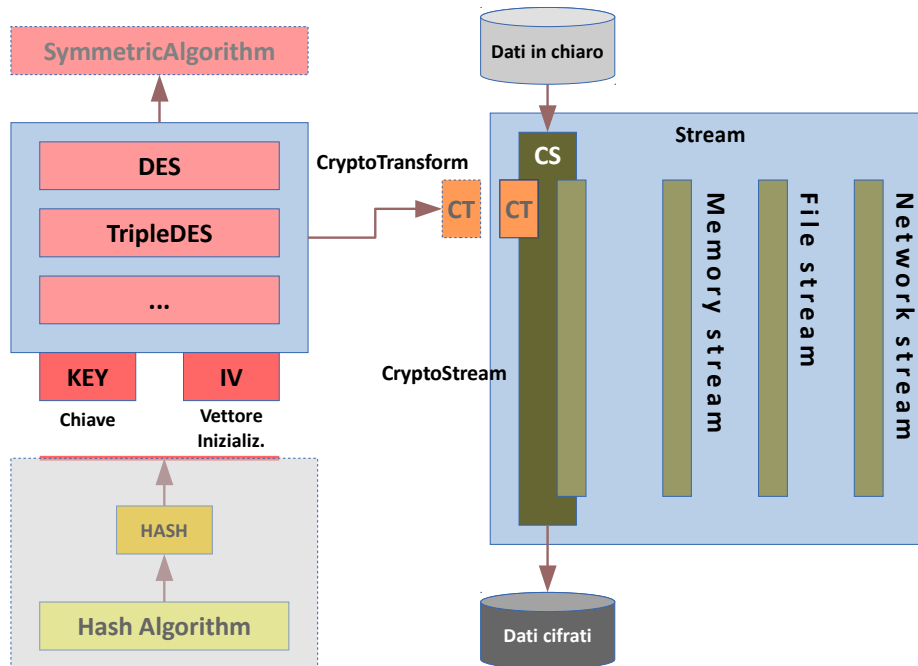 SymmetricAlgorithm
DES
TripleDES
...
KEY
IV
Chiave
Vettore
Inizializ.
HASH
Hash Algorithm
CryptoTransform
CT
CT
CS
CryptoStream
Dati in chiaro
Stream
Memory stream
File stream
Network stream
Dati cifrati